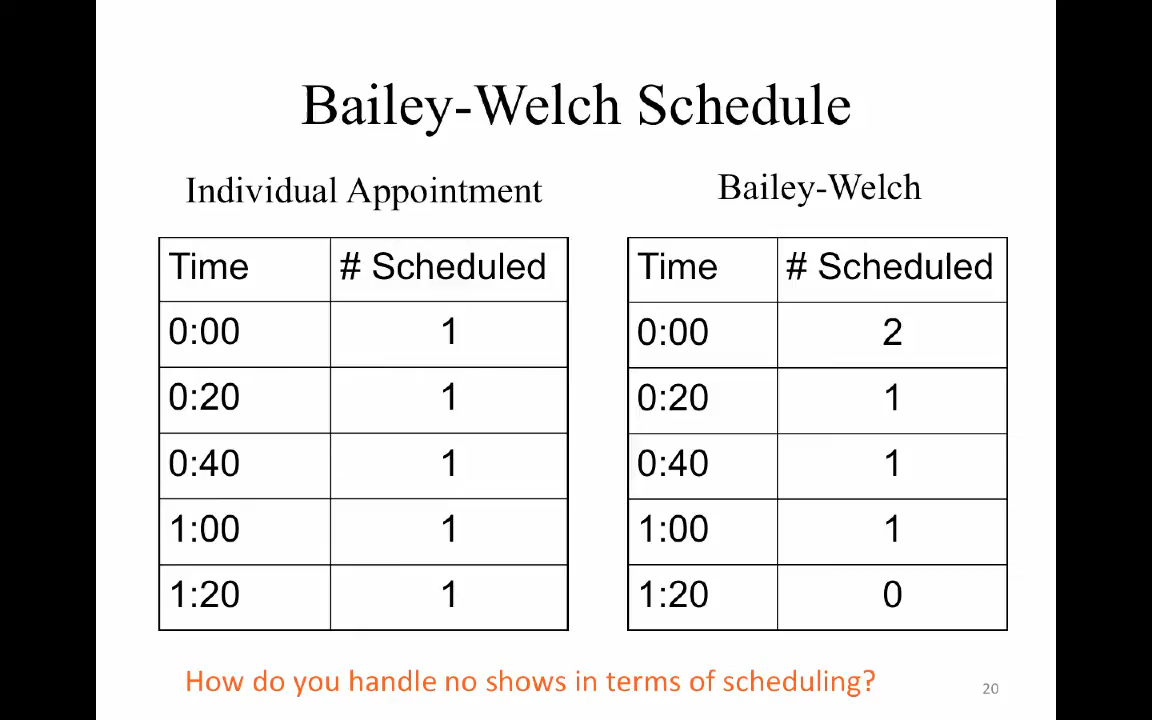 Bailey-Welch Schedule
Individual Appointment
Time # Scheduled
0:00 1
0:20 1
0:40 1
1:00 1
1:20 1
Bailey-Welch
Time # Scheduled
0:00 2
0:20 1
0:40 1
1:00 1
1:20 0
How do you handle no shows in terms of scheduling?
20